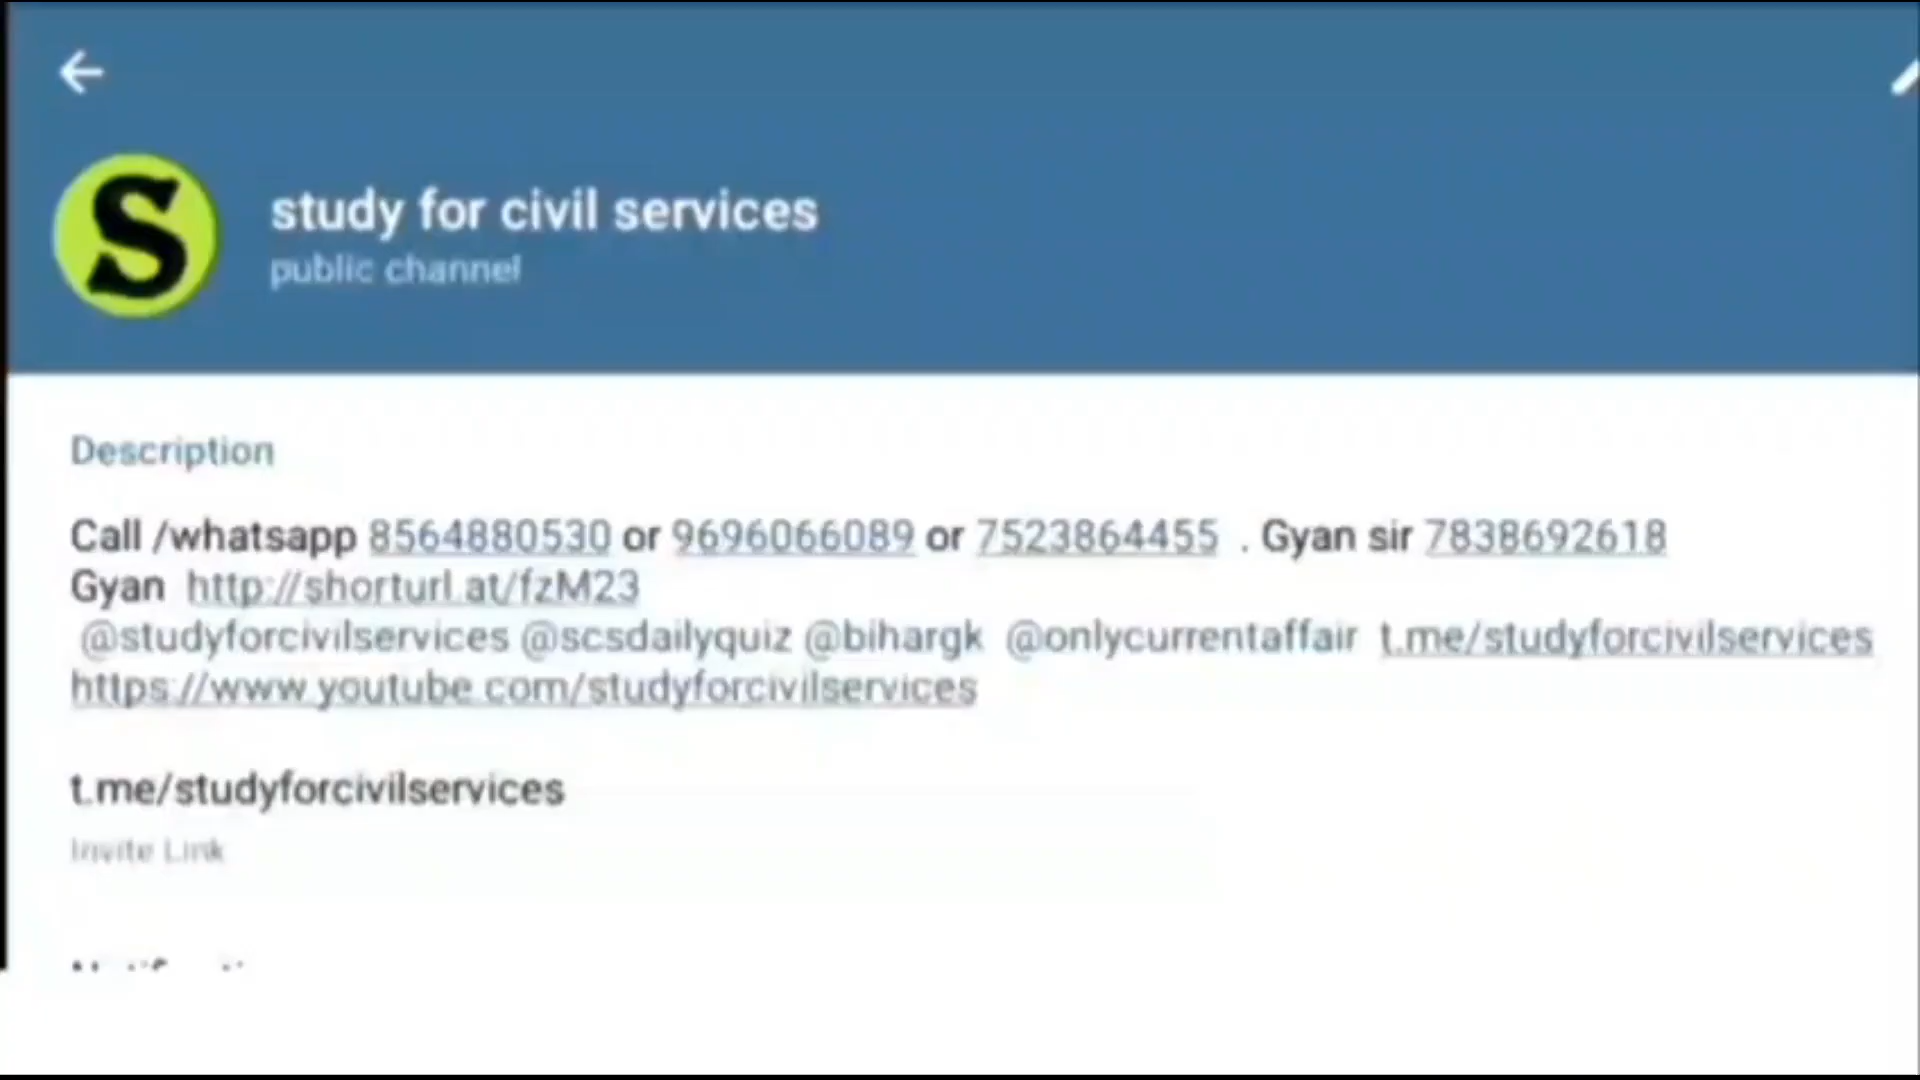 S
study for civil services
public channel
Description
Call /whatsapp 8564880530 or 9696066089 or 7523864455 . Gyan sir 7838692618
Gyan http://shorturl.at/fzM23
@studyforcivilservices @scsdailyquiz @bihargk @onlycurrentaffair t.me/studyforcivilservices
https://www.youtube.com/studyforcivilservices
t.me/studyforcivilservices
Invite Link